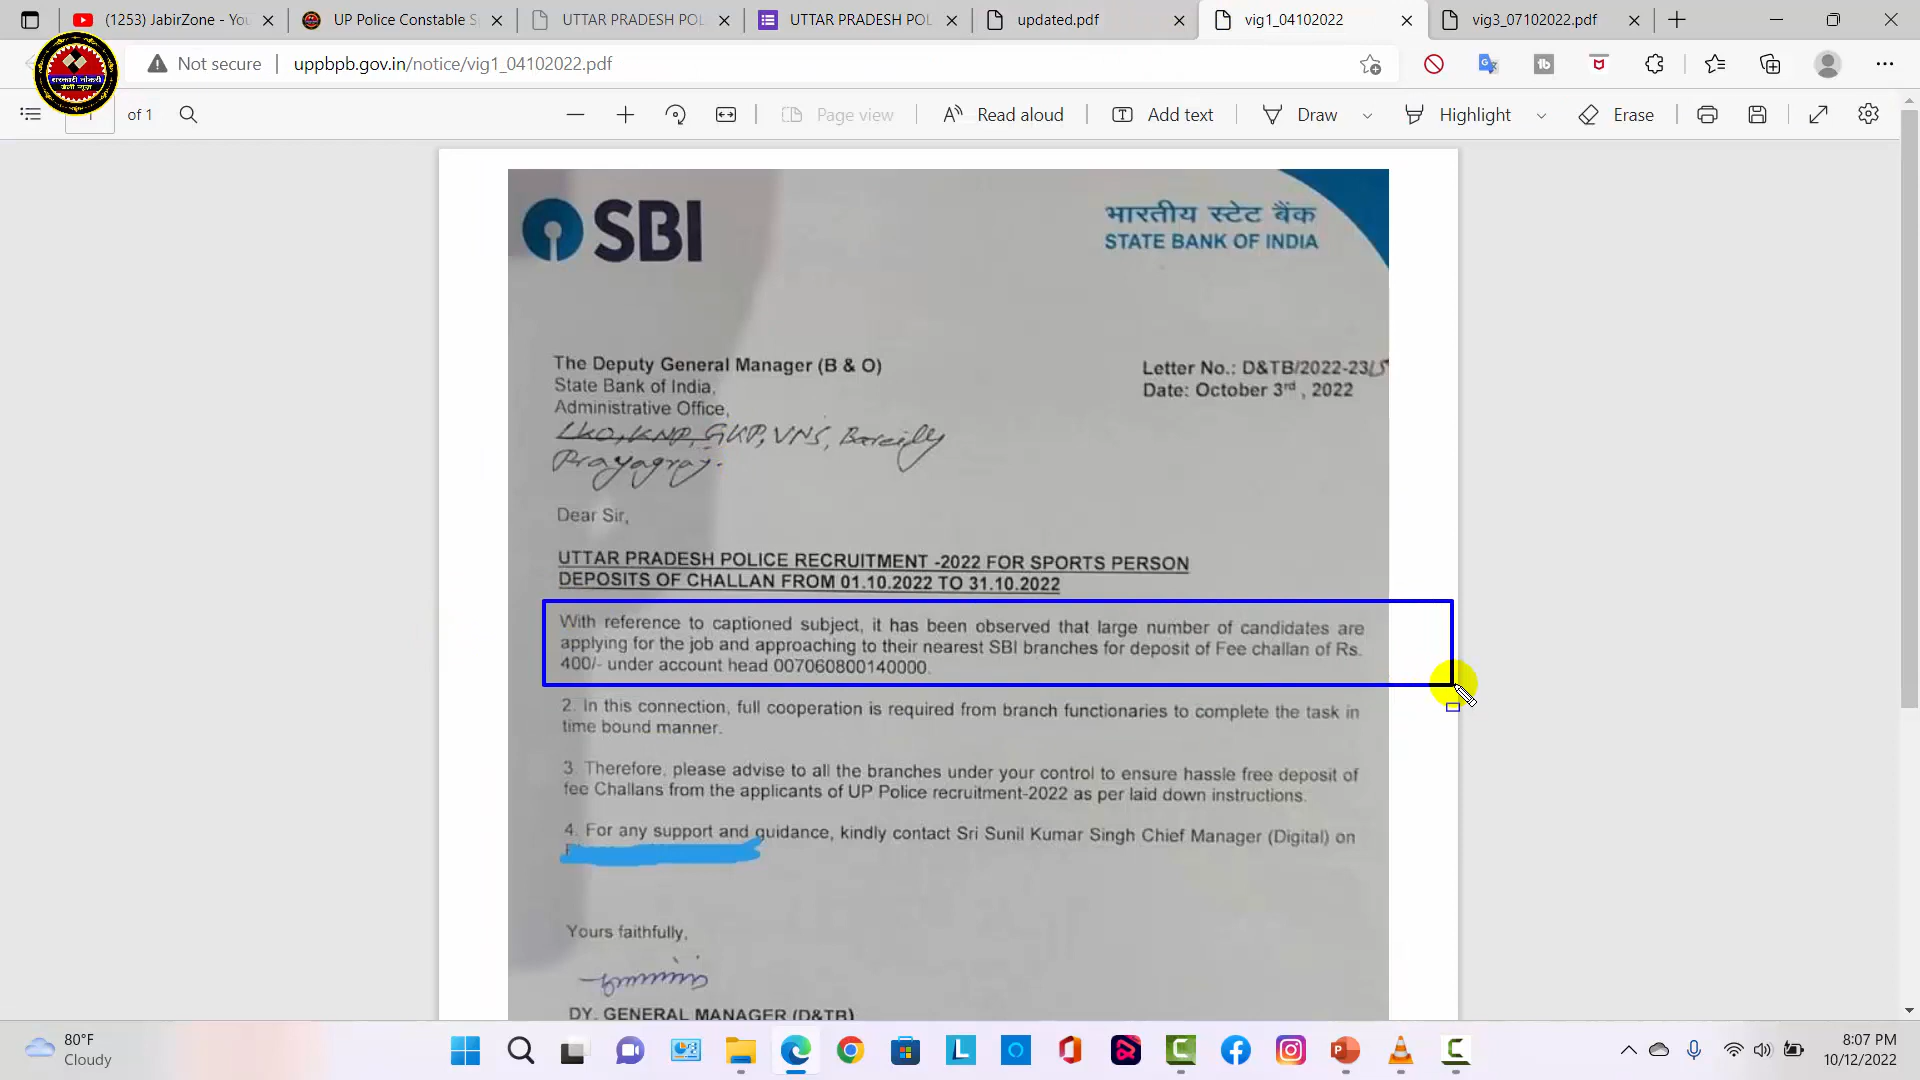 (1253) JabirZone - You
UP Police Constable S
UTTAR PRADESH POL
UTTAR PRADESH POL
updated.pdf
vig1_04102022
vig3_07102022.pdf
Not secure
uppbpb.gov.in/notice/vig1_04102022.pdf
सरकारी नौकरी
1 of 1
Page view
Read aloud
Add text
Draw
Highlight
Erase
SBI
भारतीय स्टेट बैंक
STATE BANK OF INDIA
The Deputy General Manager (B & O)
State Bank of India,
Administrative Office,
LKO, KNP, GKP, VNS, Bareilly
Prayagraj.
Letter No.: D&TB/2022-23/5
Date: October 3rd , 2022
Dear Sir,
UTTAR PRADESH POLICE RECRUITMENT -2022 FOR SPORTS PERSON
DEPOSITS OF CHALLAN FROM 01.10.2022 TO 31.10.2022
With reference to captioned subject, it has been observed that large number of candidates are
applying for the job and approaching to their nearest SBI branches for deposit of Fee challan of Rs.
400/- under account head 007060800140000.
2. In this connection, full cooperation is required from branch functionaries to complete the task in
time bound manner.
3. Therefore, please advise to all the branches under your control to ensure hassle free deposit of
fee Challans from the applicants of UP Police recruitment-2022 as per laid down instructions.
4. For any support and guidance, kindly contact Sri Sunil Kumar Singh Chief Manager (Digital) on
Yours faithfully,
DY. GENERAL MANAGER (D&TB)
80°F
Cloudy
8:07 PM
10/12/2022